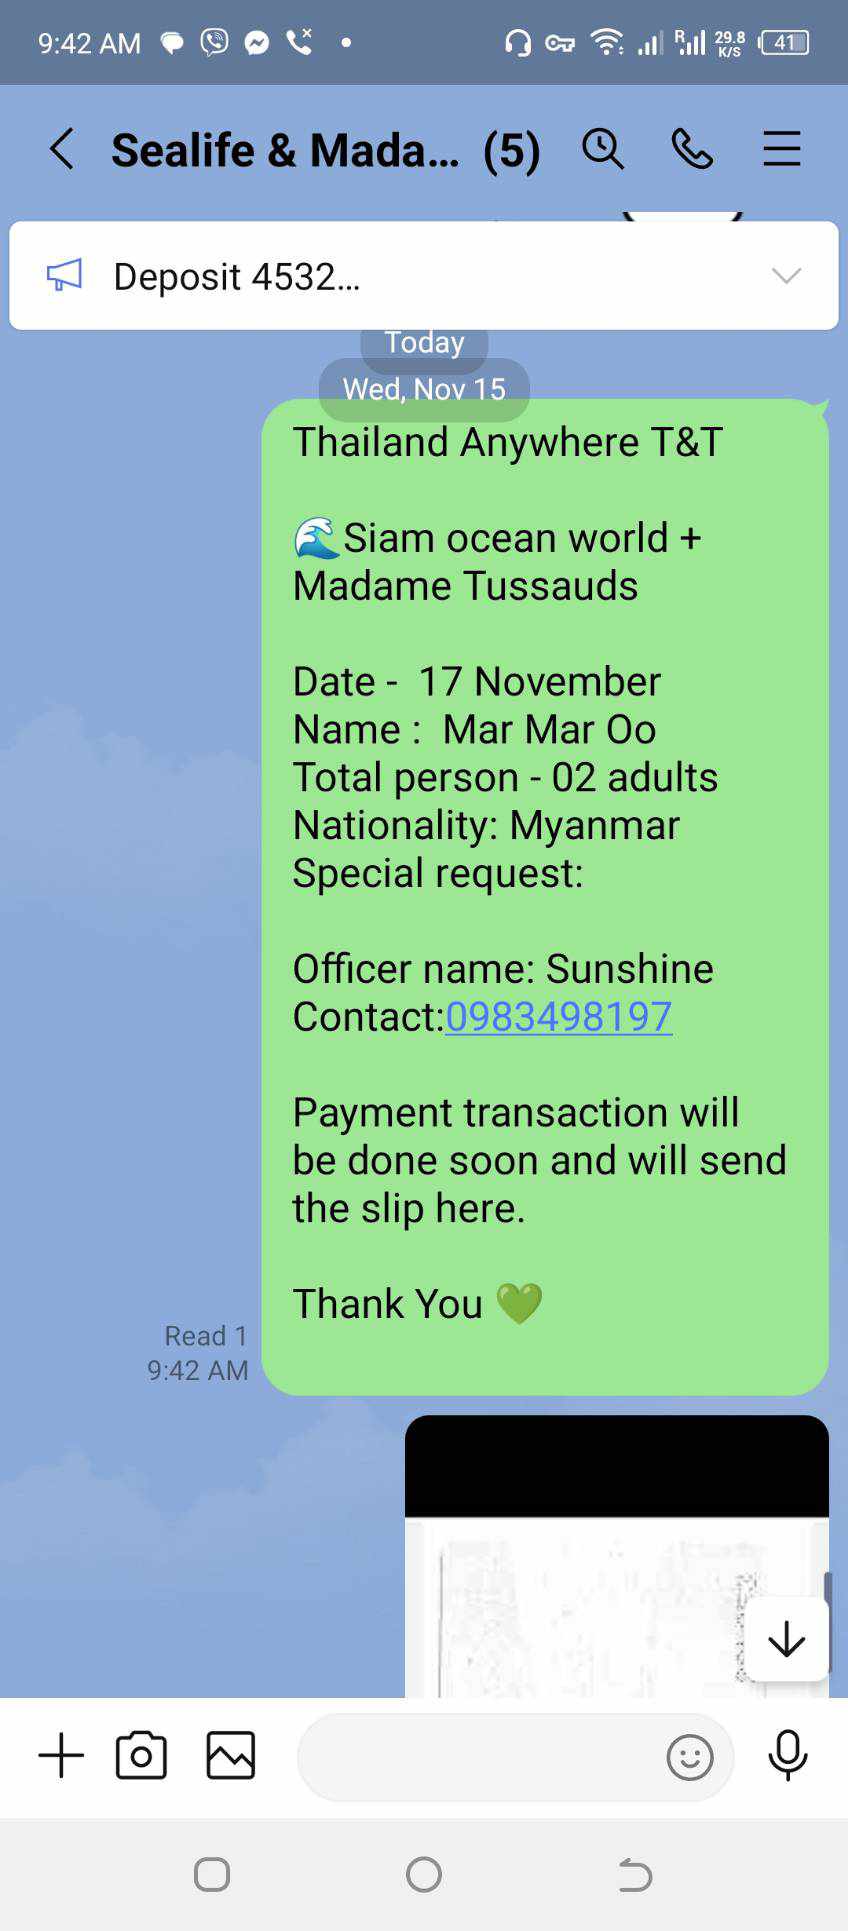 9:42 AM
R
29.8
K/S
41
Sealife & Mada... (5)
Deposit 4532...
Today
Wed, Nov 15
Thailand Anywhere T&T
🌊Siam ocean world +
Madame Tussauds
Date - 17 November
Name : Mar Mar Oo
Total person - 02 adults
Nationality: Myanmar
Special request:
Officer name: Sunshine
Contact:0983498197
Payment transaction will
be done soon and will send
the slip here.
Thank You 💚
Read 1
9:42 AM